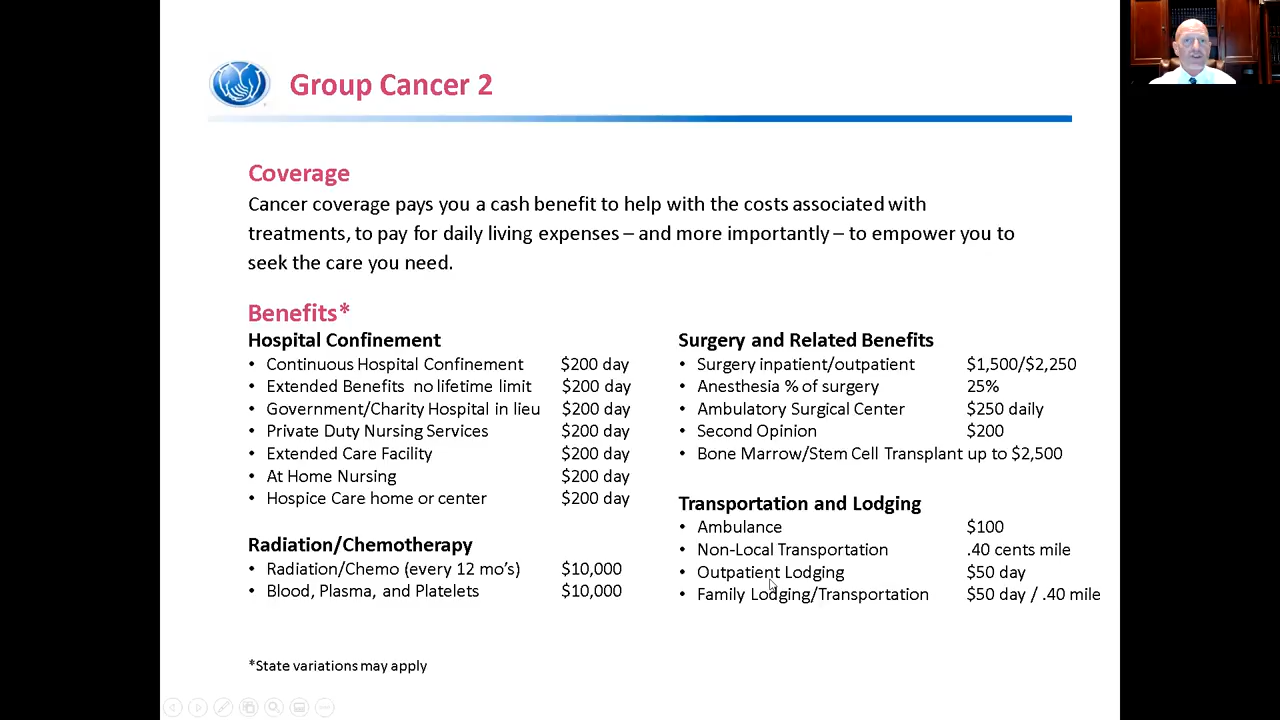 Group Cancer 2
Coverage
Cancer coverage pays you a cash benefit to help with the costs associated with
treatments, to pay for daily living expenses – and more importantly – to empower you to
seek the care you need.
Benefits*
Hospital Confinement
• Continuous Hospital Confinement $200 day
• Extended Benefits no lifetime limit $200 day
• Government/Charity Hospital in lieu $200 day
• Private Duty Nursing Services $200 day
• Extended Care Facility $200 day
• At Home Nursing $200 day
• Hospice Care home or center $200 day
Radiation/Chemotherapy
• Radiation/Chemo (every 12 mo's) $10,000
• Blood, Plasma, and Platelets $10,000
Surgery and Related Benefits
• Surgery inpatient/outpatient $1,500/$2,250
• Anesthesia % of surgery 25%
• Ambulatory Surgical Center $250 daily
• Second Opinion $200
• Bone Marrow/Stem Cell Transplant up to $2,500
Transportation and Lodging
• Ambulance $100
• Non-Local Transportation .40 cents mile
• Outpatient Lodging $50 day
• Family Lodging/Transportation $50 day / .40 mile
*State variations may apply